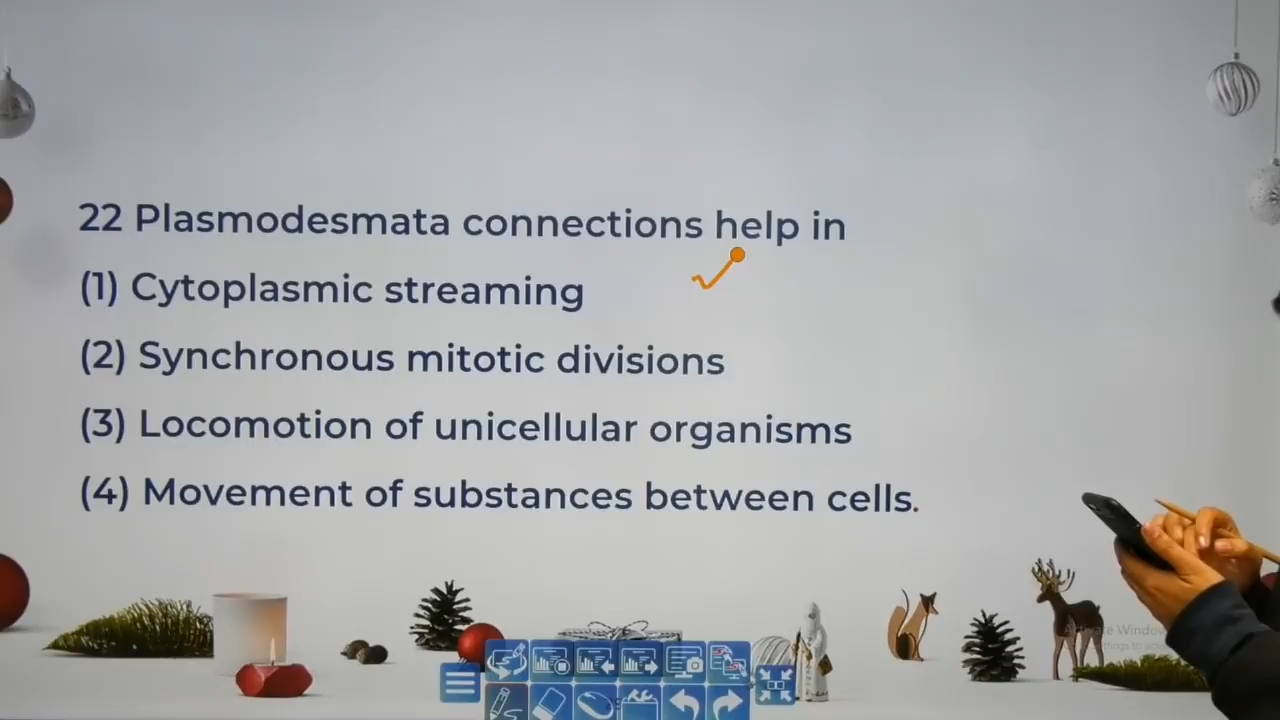 22 Plasmodesmata connections help in
(1) Cytoplasmic streaming
(2) Synchronous mitotic divisions
(3) Locomotion of unicellular organisms
(4) Movement of substances between cells.